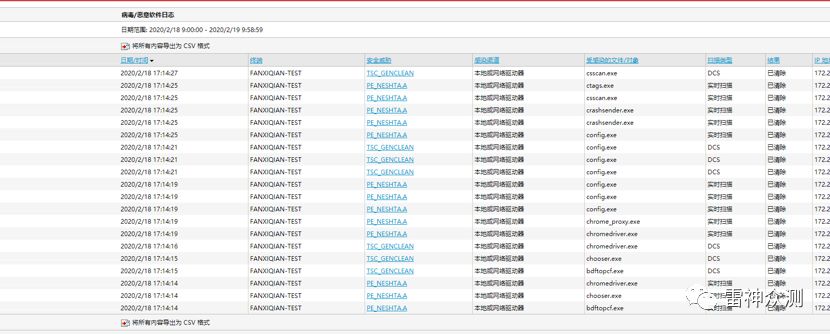 病毒/恶意软件日志
日期范围: 2020/2/18 9:00:00 - 2020/2/19 9:58:59
将所有内容导出为 CSV 格式
日期/时间 终端 安全威胁 感染渠道 受感染的文件/对象 扫描类型 结果 IP 地
2020/2/18 17:14:27 FANXIQIAN-TEST TSC_GENCLEAN 本地或网络驱动器 csscan.exe DCS 已清除 172.2
2020/2/18 17:14:25 FANXIQIAN-TEST PE_NESHTA.A 本地或网络驱动器 ctags.exe 实时扫描 已清除 172.2
2020/2/18 17:14:25 FANXIQIAN-TEST PE_NESHTA.A 本地或网络驱动器 csscan.exe 实时扫描 已清除 172.2
2020/2/18 17:14:25 FANXIQIAN-TEST PE_NESHTA.A 本地或网络驱动器 crashsender.exe 实时扫描 已清除 172.2
2020/2/18 17:14:25 FANXIQIAN-TEST PE_NESHTA.A 本地或网络驱动器 crashsender.exe 实时扫描 已清除 172.2
2020/2/18 17:14:25 FANXIQIAN-TEST PE_NESHTA.A 本地或网络驱动器 config.exe 实时扫描 已清除 172.2
2020/2/18 17:14:21 FANXIQIAN-TEST TSC_GENCLEAN 本地或网络驱动器 config.exe DCS 已清除 172.2
2020/2/18 17:14:21 FANXIQIAN-TEST TSC_GENCLEAN 本地或网络驱动器 config.exe DCS 已清除 172.2
2020/2/18 17:14:21 FANXIQIAN-TEST TSC_GENCLEAN 本地或网络驱动器 config.exe DCS 已清除 172.2
2020/2/18 17:14:19 FANXIQIAN-TEST PE_NESHTA.A 本地或网络驱动器 config.exe 实时扫描 已清除 172.2
2020/2/18 17:14:19 FANXIQIAN-TEST PE_NESHTA.A 本地或网络驱动器 config.exe 实时扫描 已清除 172.2
2020/2/18 17:14:19 FANXIQIAN-TEST PE_NESHTA.A 本地或网络驱动器 config.exe 实时扫描 已清除 172.2
2020/2/18 17:14:19 FANXIQIAN-TEST PE_NESHTA.A 本地或网络驱动器 chrome_proxy.exe 实时扫描 已清除 172.2
2020/2/18 17:14:19 FANXIQIAN-TEST PE_NESHTA.A 本地或网络驱动器 chromedriver.exe 实时扫描 已清除 172.2
2020/2/18 17:14:16 FANXIQIAN-TEST TSC_GENCLEAN 本地或网络驱动器 chromedriver.exe DCS 已清除 172.2
2020/2/18 17:14:15 FANXIQIAN-TEST TSC_GENCLEAN 本地或网络驱动器 chooser.exe DCS 已清除 172.2
2020/2/18 17:14:15 FANXIQIAN-TEST TSC_GENCLEAN 本地或网络驱动器 bdftopcf.exe DCS 已清除 172.2
2020/2/18 17:14:14 FANXIQIAN-TEST PE_NESHTA.A 本地或网络驱动器 chromedriver.exe 实时扫描 已清除 172.2
2020/2/18 17:14:14 FANXIQIAN-TEST PE_NESHTA.A 本地或网络驱动器 chooser.exe 实时扫描 已清除 172.2
2020/2/18 17:14:14 FANXIQIAN-TEST PE_NESHTA.A 本地或网络驱动器 bdftopcf.exe 实时扫描 已清除 172.2
将所有内容导出为 CSV 格式
雷神众测